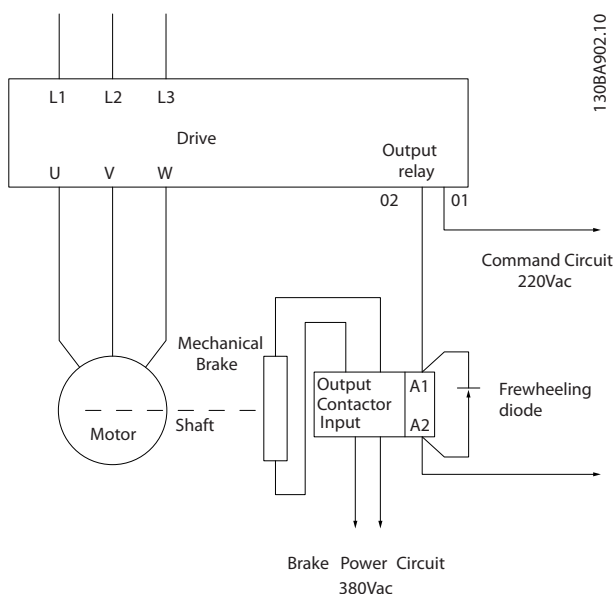 130BA902.10
L1 L2 L3
Drive
U V W
Output
relay
02 01
Command Circuit
220Vac
Mechanical
Brake
Output
Contactor
Input
A1
A2
Frewheeling
diode
Motor
Shaft
Brake Power Circuit
380Vac